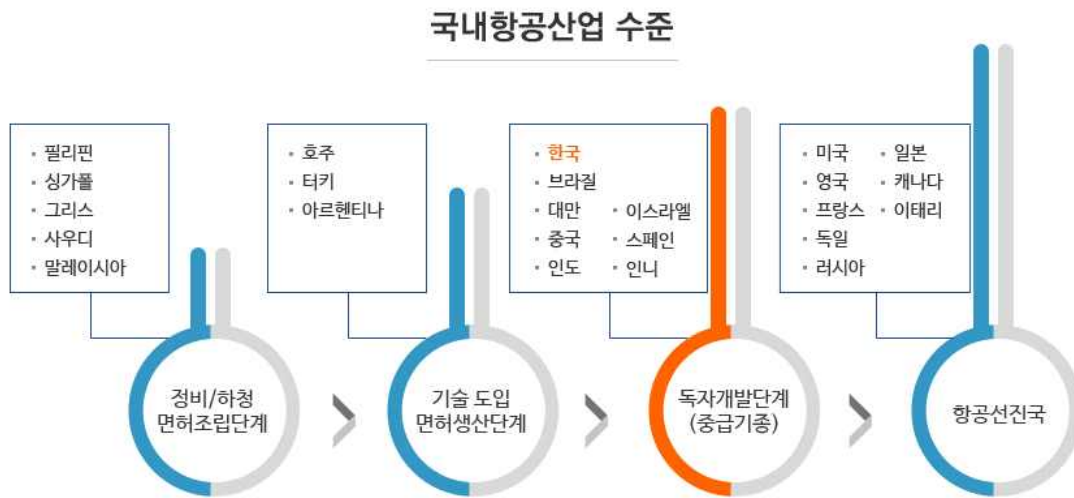 국내항공산업 수준
· 필리핀
· 싱가폴
· 그리스
· 사우디
· 말레이시아
· 호주
· 터키
· 아르헨티나
· 한국
· 브라질
· 대만
· 중국
· 인도
· 이스라엘
· 스페인
· 인니
· 미국
· 영국
· 프랑스
· 독일
· 러시아
· 일본
· 캐나다
· 이태리
정비/하청
면허조립단계
기술 도입
면허생산단계
독자개발단계
(중급기종)
항공선진국